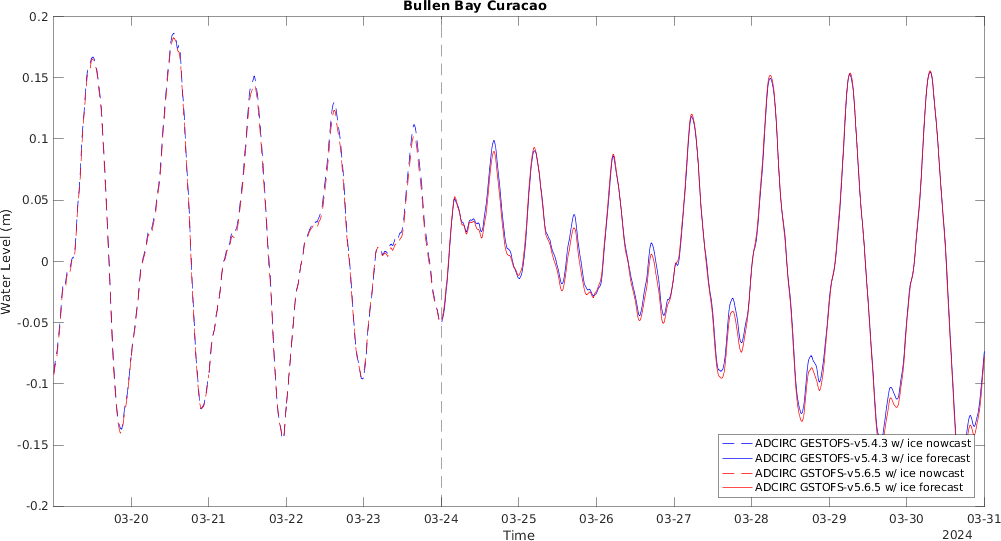 Bullen Bay Curacao
0.2
0.15
0.1
0.05
0
-0.05
-0.1
-0.15
-0.2
Water Level (m)
ADCIRC GESTOFS-v5.4.3 w/ ice nowcast
ADCIRC GESTOFS-v5.4.3 w/ ice forecast
ADCIRC GSTOFS-v5.6.5 w/ ice nowcast
ADCIRC GSTOFS-v5.6.5 w/ ice forecast
03-20 03-21 03-22 03-23 03-24 03-25 03-26 03-27 03-28 03-29 03-30 03-31
Time
2024